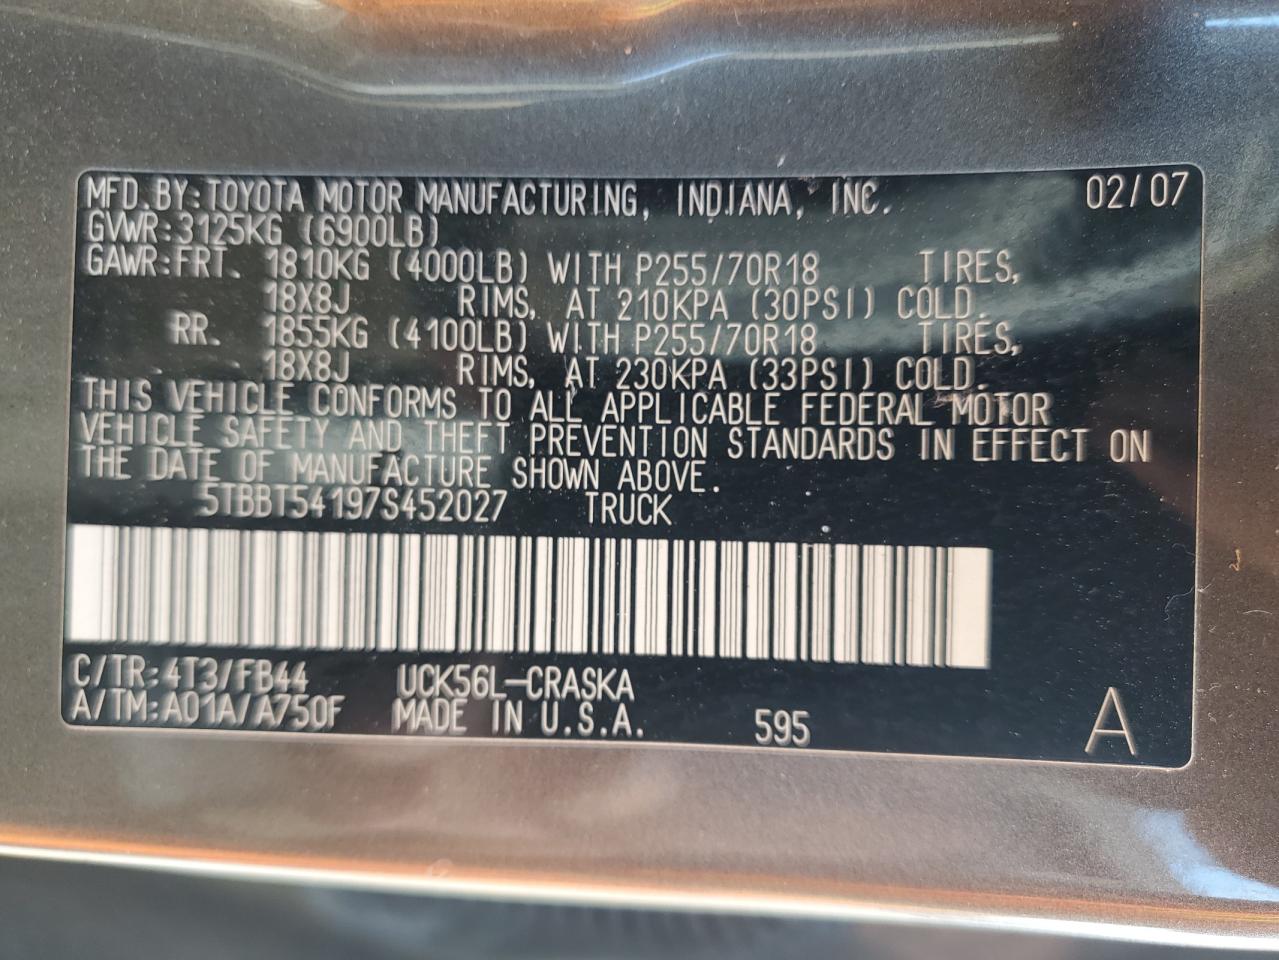 MFD. BY: TOYOTA MOTOR MANUFACTURING, INDIANA, INC. 02/07
GVWR: 3125KG (6900LB)
GAWR: FRT. 1810KG (4000LB) WITH P255/70R18 TIRES,
18X8J RIMS, AT 210KPA (30PSI) COLD.
RR. 1855KG (4100LB) WITH P255/70R18 TIRES,
18X8J RIMS, AT 230KPA (33PSI) COLD.
THIS VEHICLE CONFORMS TO ALL APPLICABLE FEDERAL MOTOR
VEHICLE SAFETY AND THEFT PREVENTION STANDARDS IN EFFECT ON
THE DATE OF MANUFACTURE SHOWN ABOVE.
5TBBT54197S452027 TRUCK
C/TR: 4T3/FB44 UCK56L-CRASKA
A/TM: A01A/A750F MADE IN U.S.A. 595 A